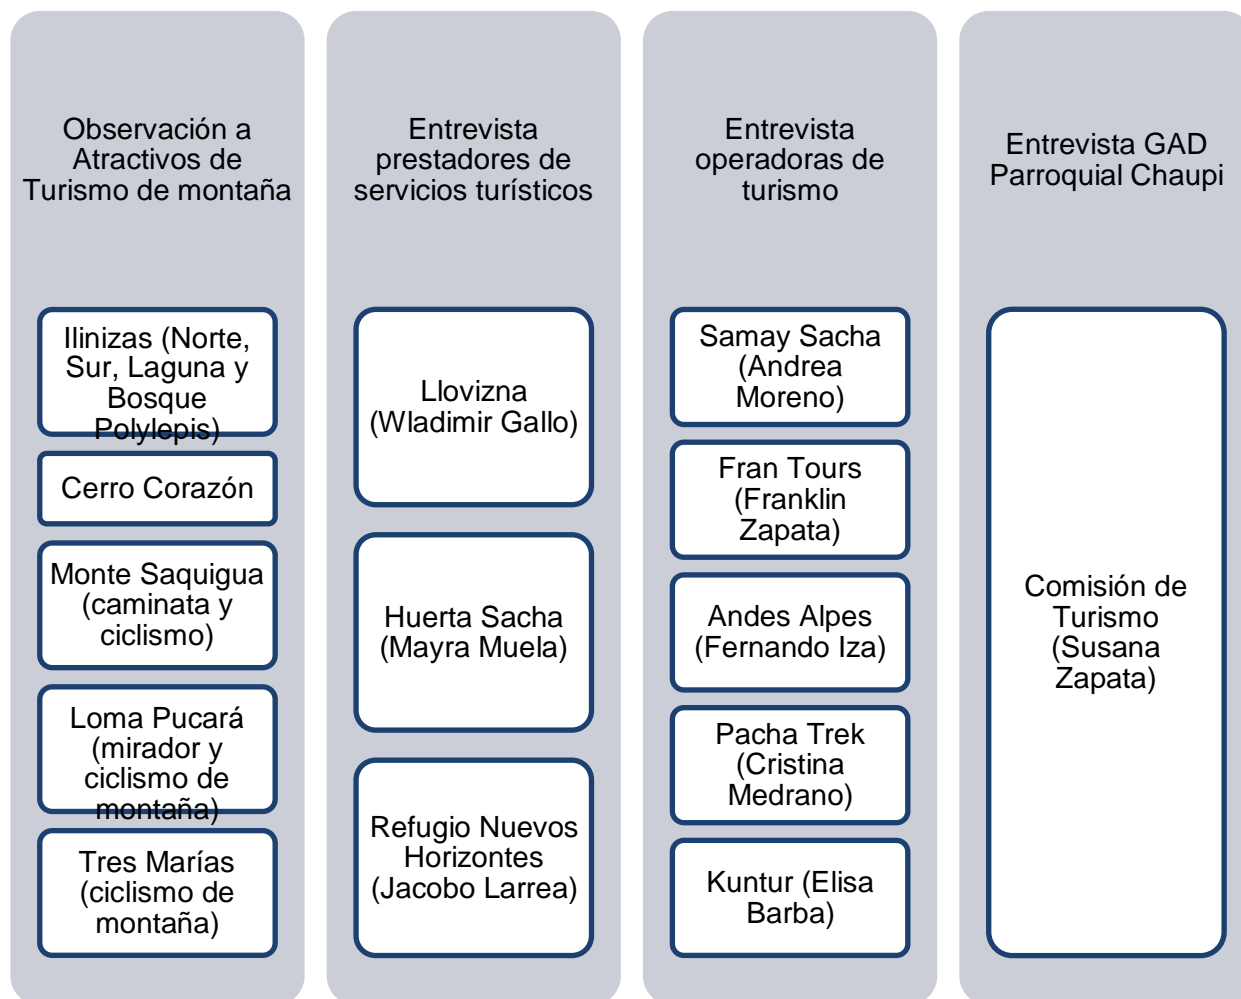 Observación a
Atractivos de
Turismo de montaña
Ilinizas (Norte,
Sur, Laguna y
Bosque
Polylepis)
Cerro Corazón
Monte Saquigua
(caminata y
ciclismo)
Loma Pucará
(mirador y
ciclismo de
montaña)
Tres Marías
(ciclismo de
montaña)
Entrevista
prestadores de
servicios turísticos
Llovizna
(Wladimir Gallo)
Huerta Sacha
(Mayra Muela)
Refugio Nuevos
Horizontes
(Jacobo Larrea)
Entrevista
operadoras de
turismo
Samay Sacha
(Andrea
Moreno)
Fran Tours
(Franklin
Zapata)
Andes Alpes
(Fernando Iza)
Pacha Trek
(Cristina
Medrano)
Kuntur (Elisa
Barba)
Entrevista GAD
Parroquial Chaupi
Comisión de
Turismo
(Susana
Zapata)